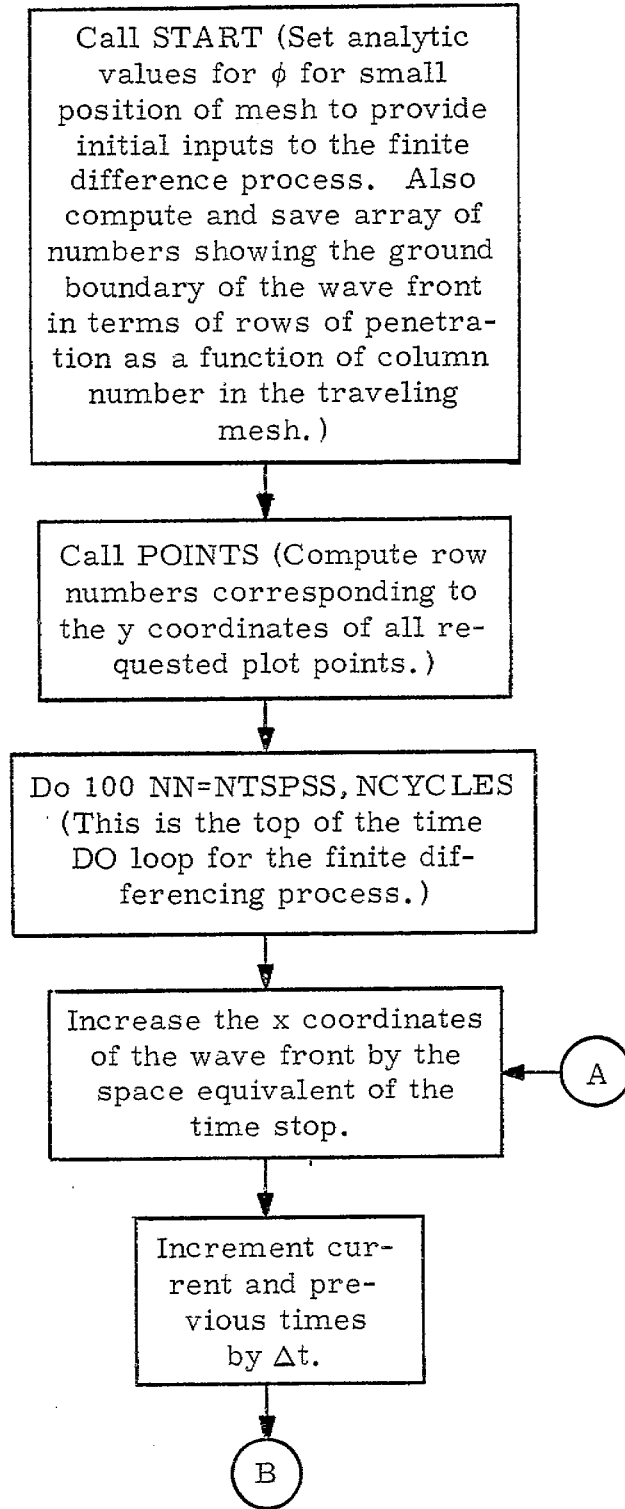 Call START (Set analytic
values for ϕ for small
position of mesh to provide
initial inputs to the finite
difference process. Also
compute and save array of
numbers showing the ground
boundary of the wave front
in terms of rows of penetra-
tion as a function of column
number in the traveling
mesh.)
Call POINTS (Compute row
numbers corresponding to
the y coordinates of all re-
quested plot points.)
Do 100 NN=NTSPSS, NCYCLES
(This is the top of the time
DO loop for the finite dif-
ferencing process.)
Increase the x coordinates
of the wave front by the
space equivalent of the
time stop.
A
Increment cur-
rent and pre-
vious times
by Δt.
B